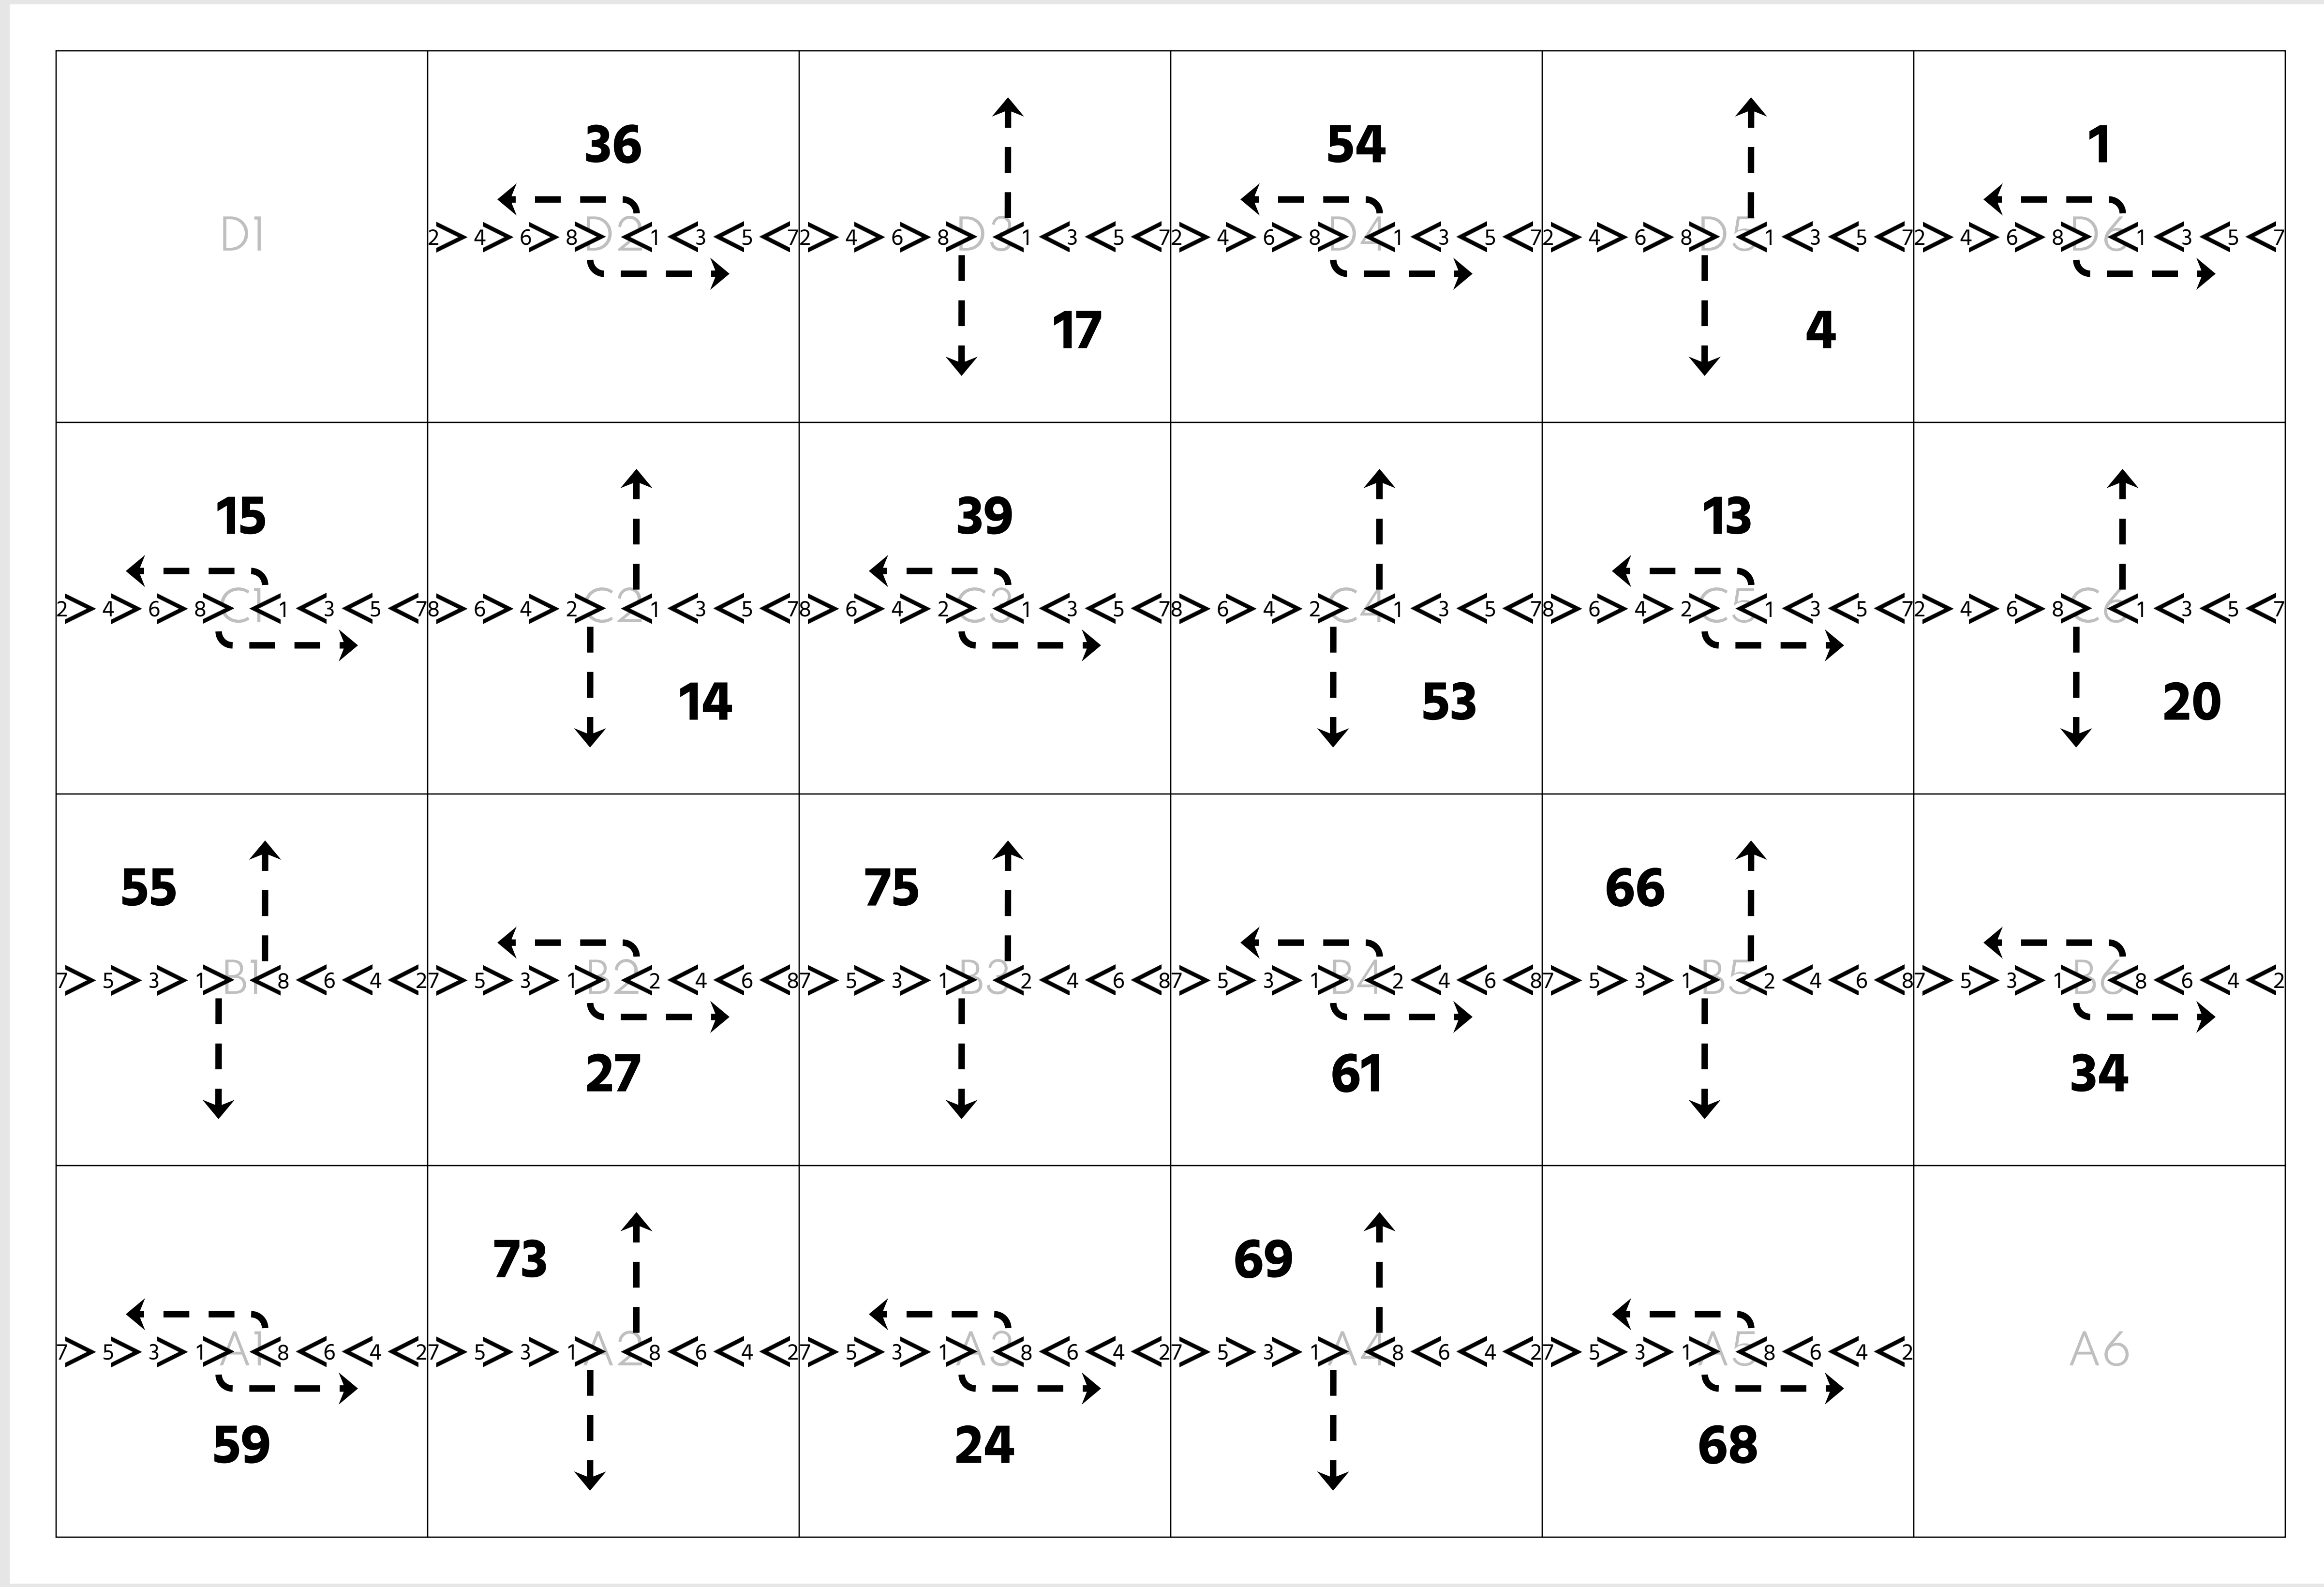 36 54 1
D1 2> 4> 6> 8> D2 <1 <3 <5 <7 2> 4> 6> 8> D3 <1 <3 <5 <7 2> 4> 6> 8> D4 <1 <3 <5 <7 2> 4> 6> 8> D5 <1 <3 <5 <7 2> 4> 6> 8> D6 <1 <3 <5 <7
17 4
15 39 13
2> 4> 6> 8> C1 <1 <3 <5 <7 8> 6> 4> 2> C2 <1 <3 <5 <7 8> 6> 4> 2> C3 <1 <3 <5 <7 8> 6> 4> 2> C4 <1 <3 <5 <7 8> 6> 4> 2> C5 <1 <3 <5 <7 2> 4> 6> 8> C6 <1 <3 <5 <7
14 53 20
55 75 66
7> 5> 3> 1> B1 <8 <6 <4 <2 7> 5> 3> 1> B2 <2 <4 <6 <8 7> 5> 3> 1> B3 <2 <4 <6 <8 7> 5> 3> 1> B4 <2 <4 <6 <8 7> 5> 3> 1> B5 <2 <4 <6 <8 7> 5> 3> 1> B6 <8 <6 <4 <2
27 61 34
73 69
7> 5> 3> 1> A1 <8 <6 <4 <2 7> 5> 3> 1> A2 <8 <6 <4 <2 7> 5> 3> 1> A3 <8 <6 <4 <2 7> 5> 3> 1> A4 <8 <6 <4 <2 7> 5> 3> 1> A5 <8 <6 <4 <2 A6
59 24 68